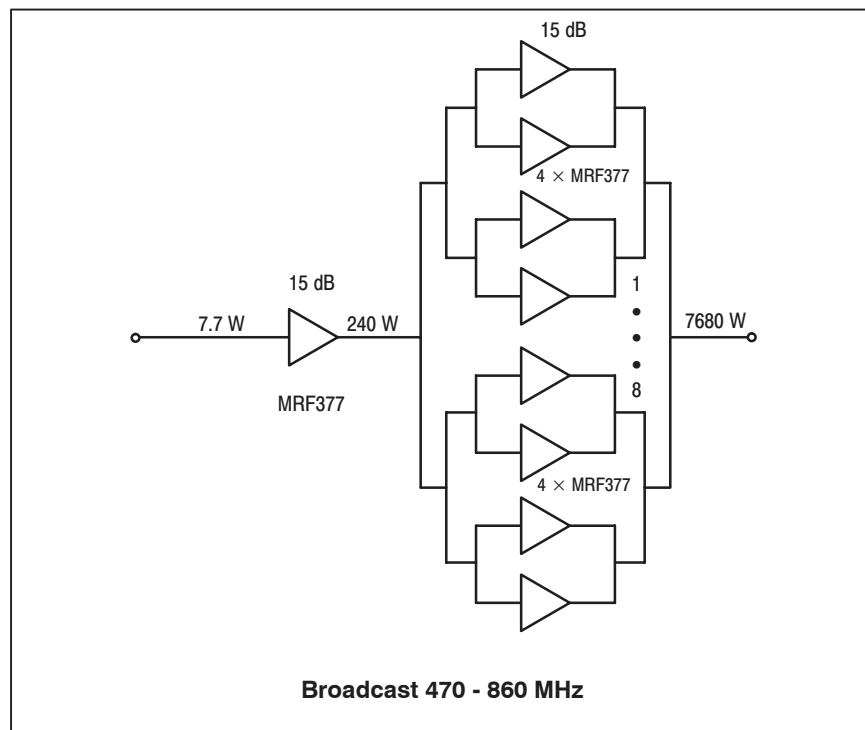 15 dB
4 × MRF377
15 dB
7.7 W
240 W
MRF377
1
8
7680 W
4 × MRF377
Broadcast 470 - 860 MHz